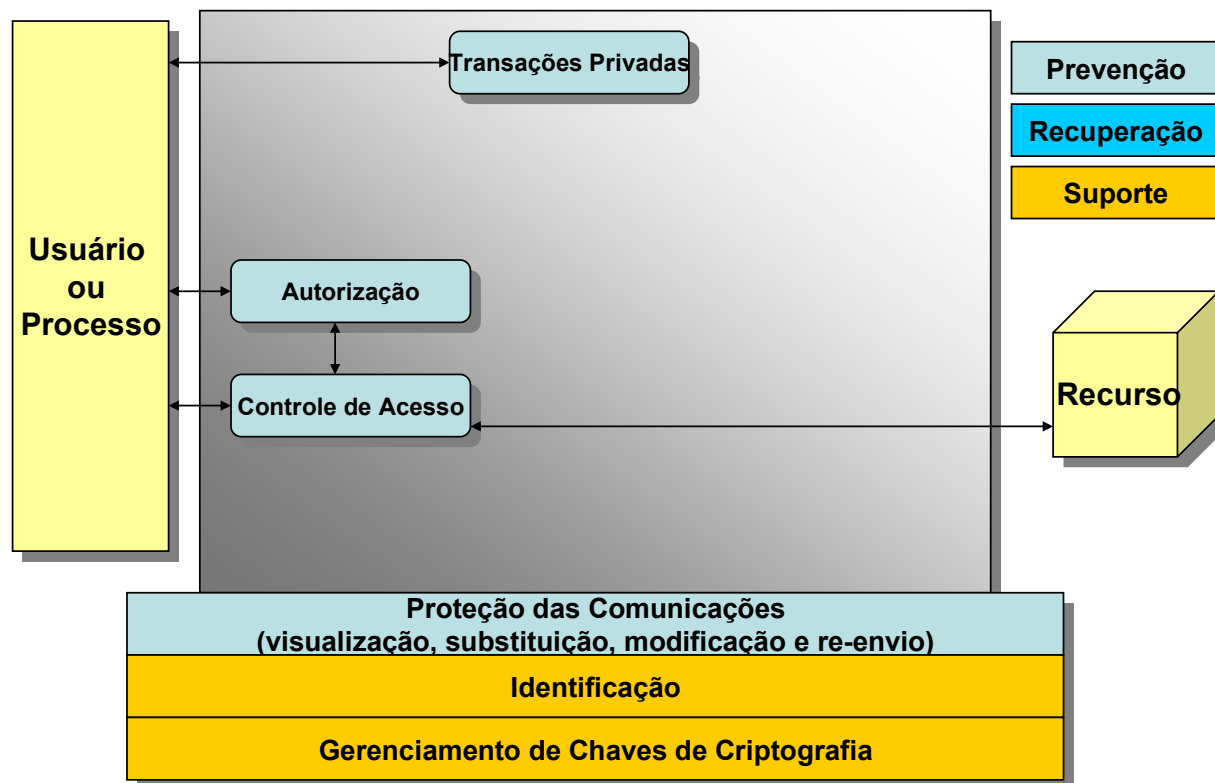 Transações Privadas
Prevenção
Recuperação
Suporte
Usuário
ou
Processo
Autorização
Controle de Acesso
Recurso
Proteção das Comunicações
(visualização, substituição, modificação e re-envio)
Identificação
Gerenciamento de Chaves de Criptografia